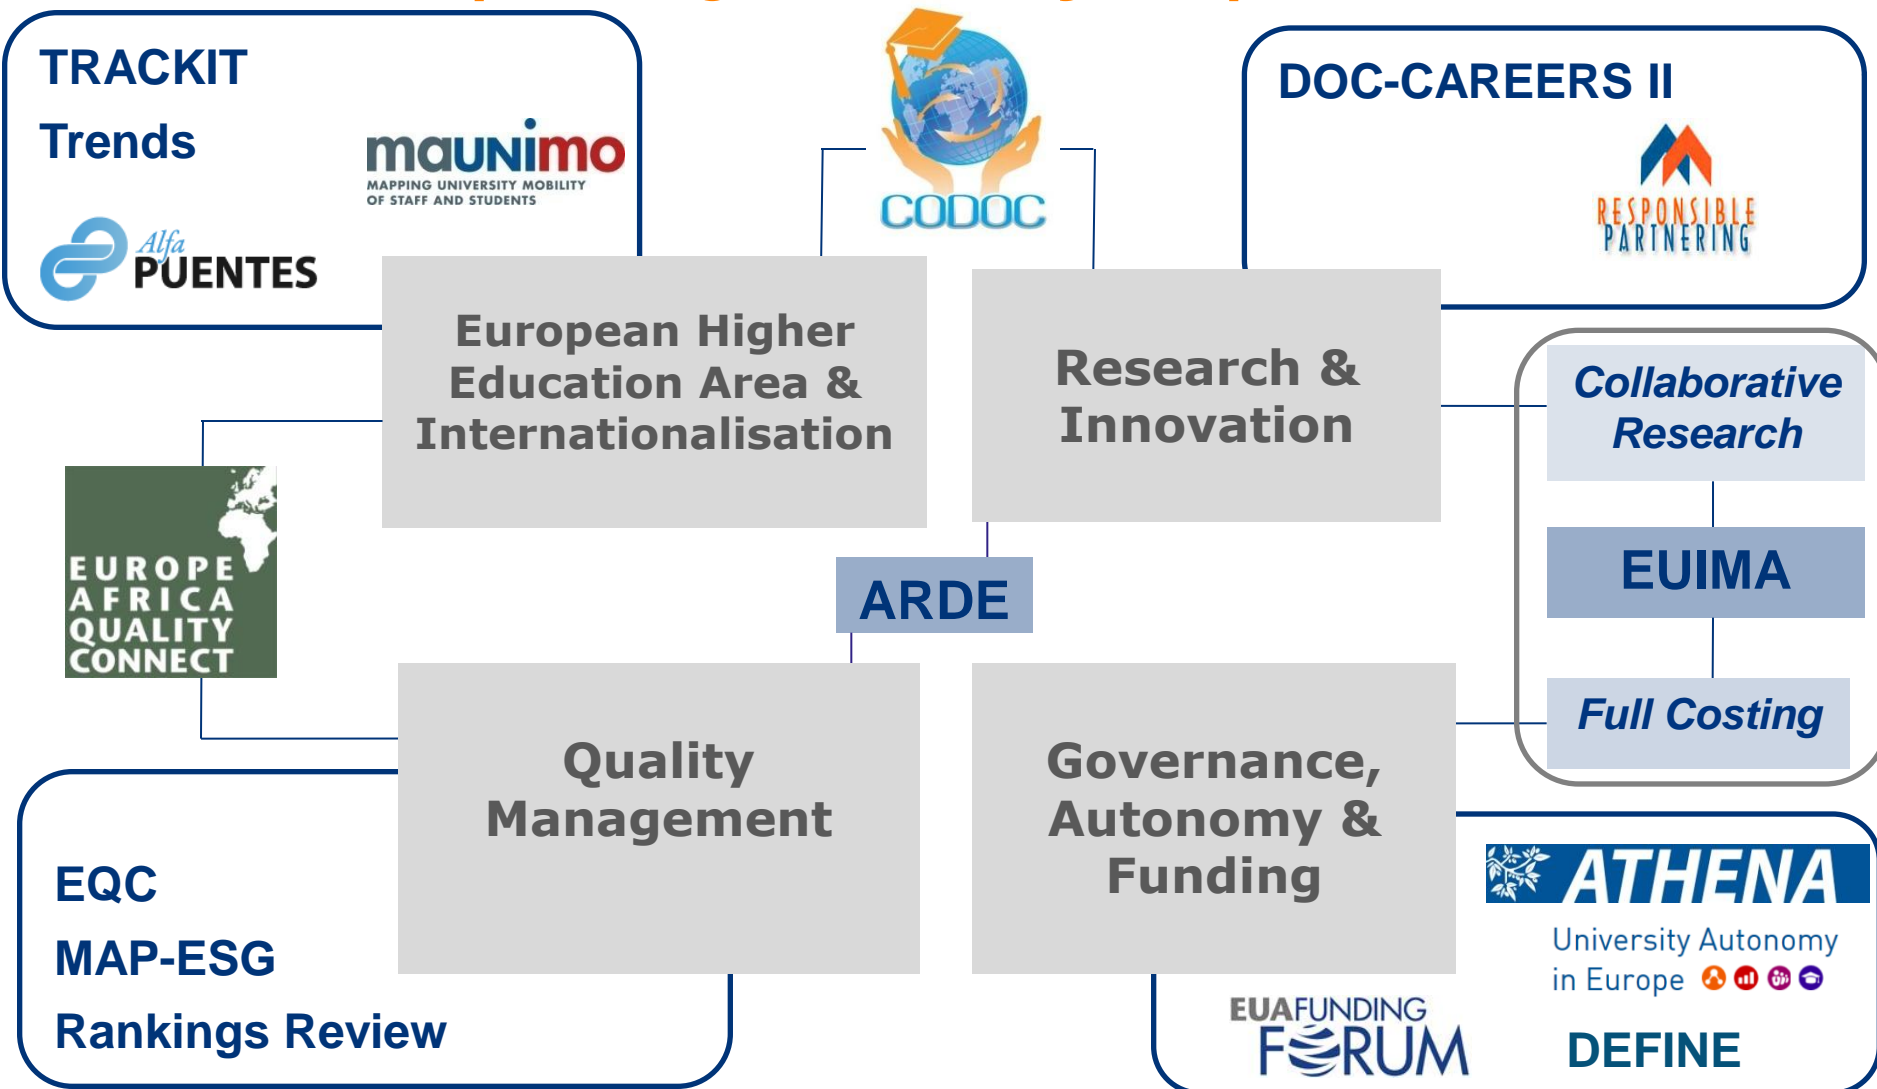 TRACKIT
Trends
maunimo
MAPPING UNIVERSITY MOBILITY
OF STAFF AND STUDENTS
Alfa
PUENTES
CODOC
DOC-CAREERS II
RESPONSIBLE
PARTNERING
European Higher
Education Area &
Internationalisation
Research &
Innovation
Collaborative
Research
EUIMA
Full Costing
EUROPE
AFRICA
QUALITY
CONNECT
ARDE
Quality
Management
Governance,
Autonomy &
Funding
EQC
MAP-ESG
Rankings Review
ATHENA
University Autonomy
in Europe
EUAFUNDING
FORUM
DEFINE